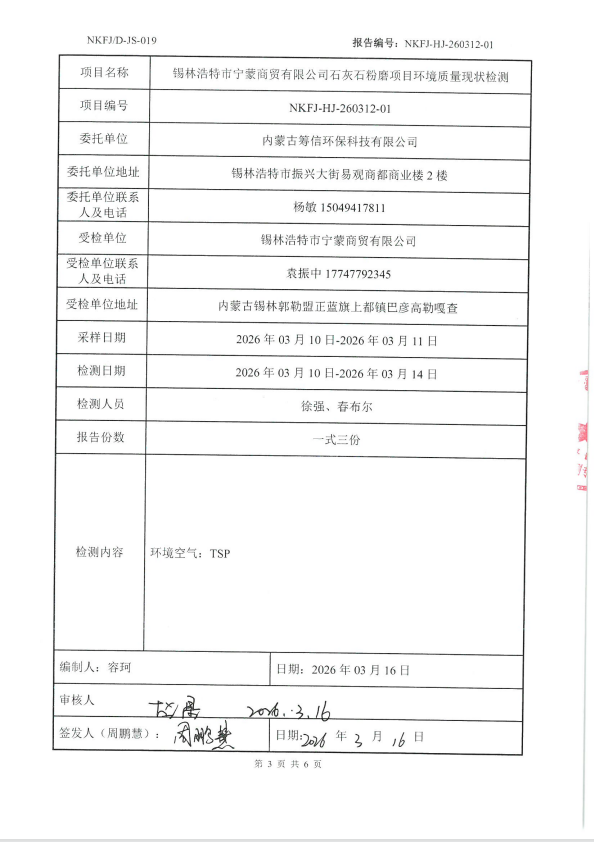 NKFJ/D-JS-019 报告编号：NKFJ-HJ-260312-01
项目名称 锡林浩特市宁蒙商贸有限公司石灰石粉磨项目环境质量现状检测
项目编号 NKFJ-HJ-260312-01
委托单位 内蒙古筹信环保科技有限公司
委托单位地址 锡林浩特市振兴大街易观商都商业楼 2 楼
委托单位联系
人及电话 杨敏 15049417811
受检单位 锡林浩特市宁蒙商贸有限公司
受检单位联系
人及电话 袁振中 17747792345
受检单位地址 内蒙古锡林郭勒盟正蓝旗上都镇巴彦高勒嘎查
采样日期 2026 年 03 月 10 日-2026 年 03 月 11 日
检测日期 2026 年 03 月 10 日-2026 年 03 月 14 日
检测人员 徐强、春布尔
报告份数 一式三份
检测内容 环境空气：TSP
编制人：容珂 日期：2026 年 03 月 16 日
审核人 2026.3.16
签发人（周鹏慧）： 周鹏慧 日期:2026 年 3 月 16 日
第 3 页 共 6 页